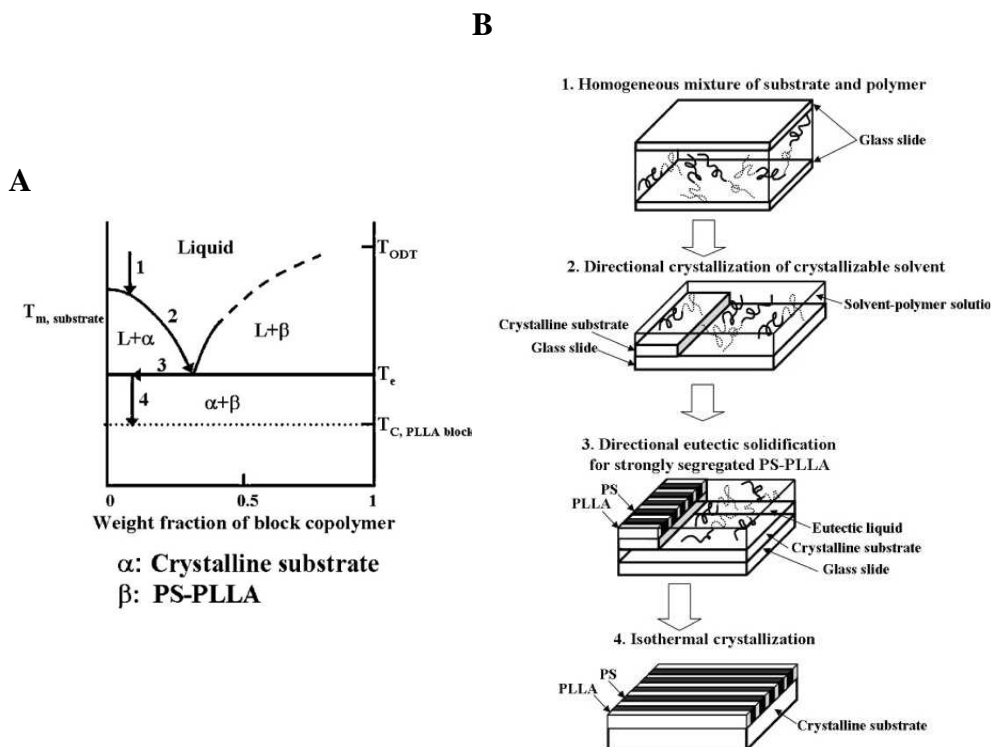 B
1. Homogeneous mixture of substrate and polymer
Glass slide
2. Directional crystallization of crystallizable solvent
Solvent-polymer solutio
Crystalline substrate
Glass slide
3. Directional eutectic solidification
for strongly segregated PS-PLLA
PS
PLLA
Eutectic liquid
Crystalline substrate
Glass slide
4. Isothermal crystallization
PS
PLLA
Crystalline substrate
A
Liquid
T_ODT
1
T_m, substrate
2
L+α
L+β
3
T_e
4
α+β
T_C, PLLA block
0
0.5
1
Weight fraction of block copolymer
α: Crystalline substrate
β: PS-PLLA